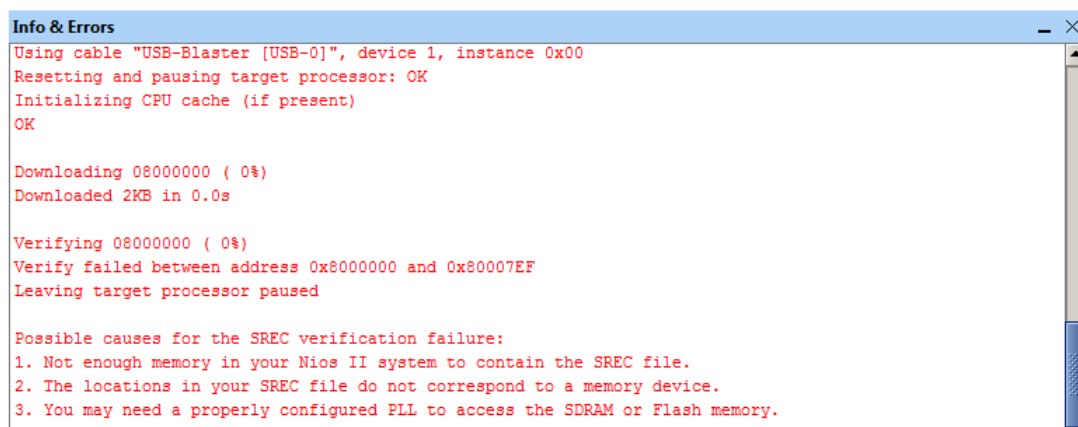 Info & Errors
Using cable "USB-Blaster [USB-0]", device 1, instance 0x00
Resetting and pausing target processor: OK
Initializing CPU cache (if present)
OK
Downloading 08000000 ( 0%)
Downloaded 2KB in 0.0s
Verifying 08000000 ( 0%)
Verify failed between address 0x8000000 and 0x80007EF
Leaving target processor paused
Possible causes for the SREC verification failure:
1. Not enough memory in your Nios II system to contain the SREC file.
2. The locations in your SREC file do not correspond to a memory device.
3. You may need a properly configured PLL to access the SDRAM or Flash memory.